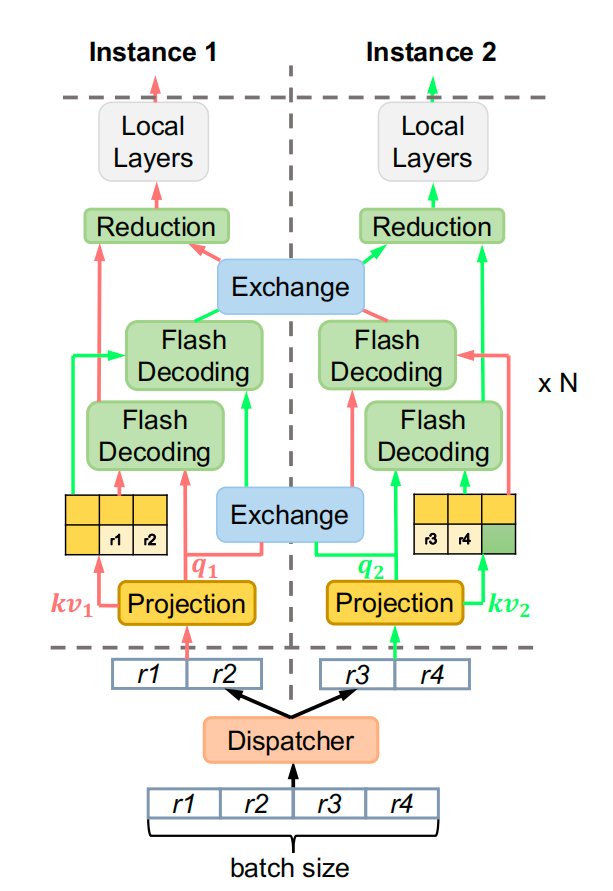 Instance 1
Instance 2
Local
Layers
Local
Layers
Reduction
Reduction
Exchange
Flash
Decoding
Flash
Decoding
x N
Flash
Decoding
Flash
Decoding
Exchange
r1
r2
r3
r4
q1
q2
kv1
Projection
Projection
kv2
r1
r2
r3
r4
Dispatcher
r1
r2
r3
r4
batch size